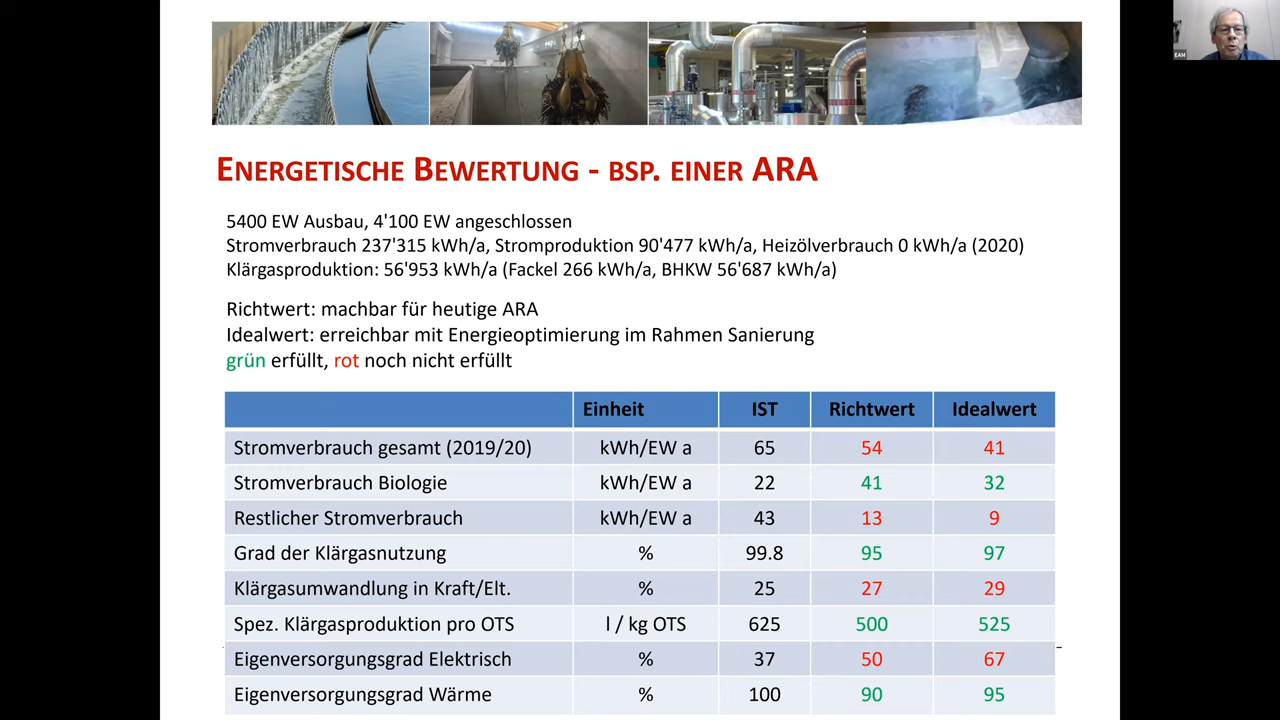 EAM
ENERGETISCHE BEWERTUNG - BSP. EINER ARA
5400 EW Ausbau, 4'100 EW angeschlossen
Stromverbrauch 237'315 kWh/a, Stromproduktion 90'477 kWh/a, Heizölverbrauch 0 kWh/a (2020)
Klärgasproduktion: 56'953 kWh/a (Fackel 266 kWh/a, BHKW 56'687 kWh/a)
Richtwert: machbar für heutige ARA
Idealwert: erreichbar mit Energieoptimierung im Rahmen Sanierung
grün erfüllt, rot noch nicht erfüllt
Einheit IST Richtwert Idealwert
Stromverbrauch gesamt (2019/20) kWh/EW a 65 54 41
Stromverbrauch Biologie kWh/EW a 22 41 32
Restlicher Stromverbrauch kWh/EW a 43 13 9
Grad der Klärgasnutzung % 99.8 95 97
Klärgasumwandlung in Kraft/Elt. % 25 27 29
Spez. Klärgasproduktion pro OTS l / kg OTS 625 500 525
Eigenversorgungsgrad Elektrisch % 37 50 67
Eigenversorgungsgrad Wärme % 100 90 95